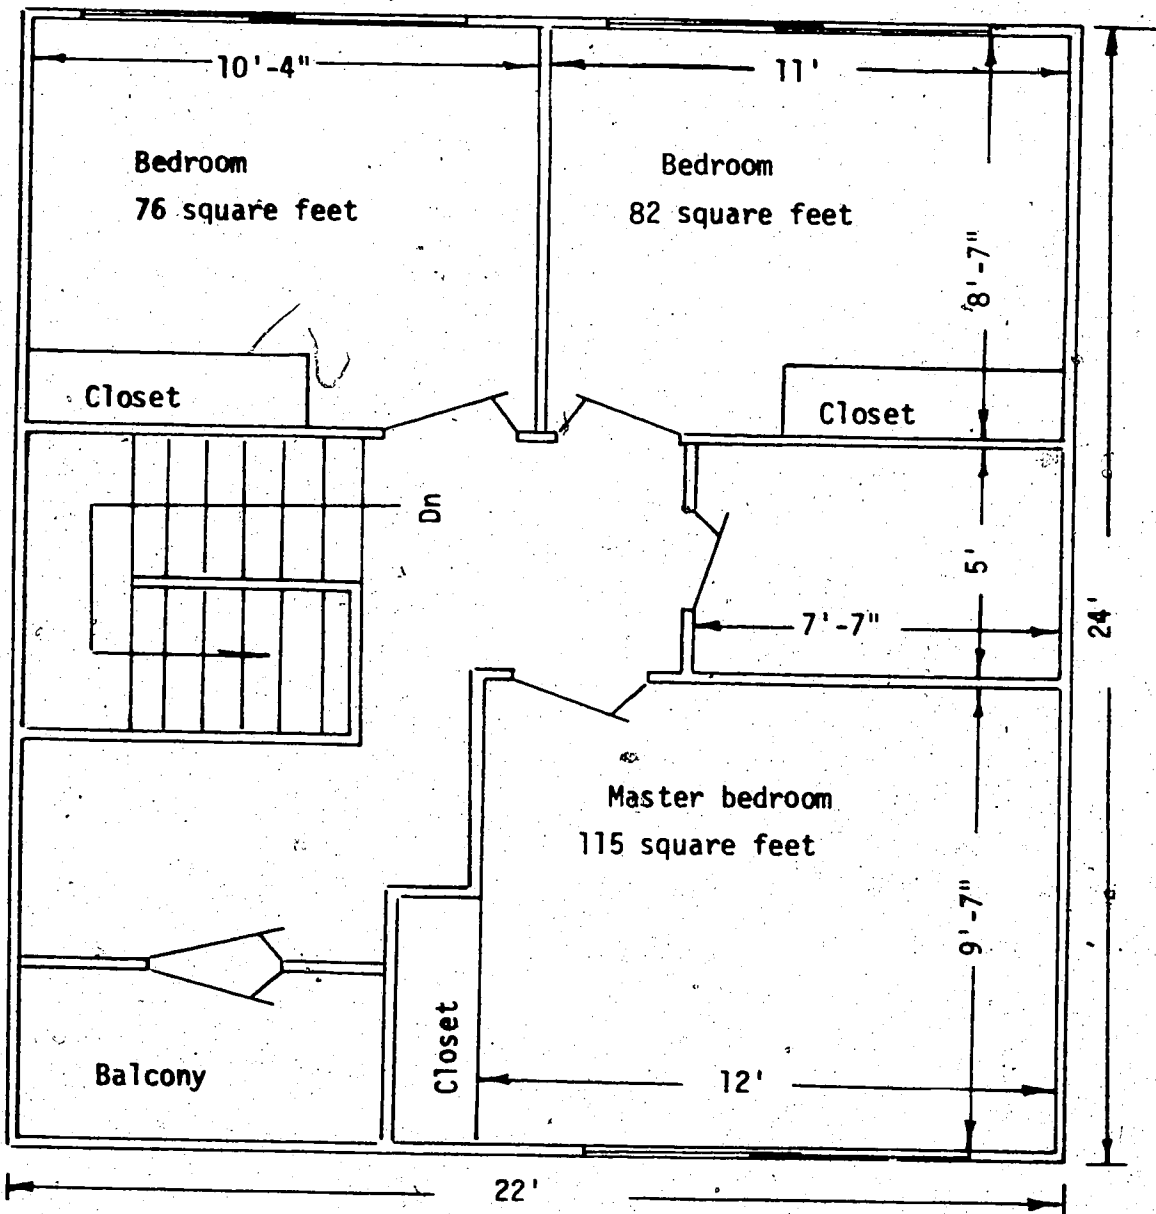 10'-4"
11'
Bedroom
76 square feet
Bedroom
82 square feet
8'-7"
Closet
Closet
Dn
5'
7'-7"
24'
Master bedroom
115 square feet
9'-7"
Closet
Balcony
12'
22'